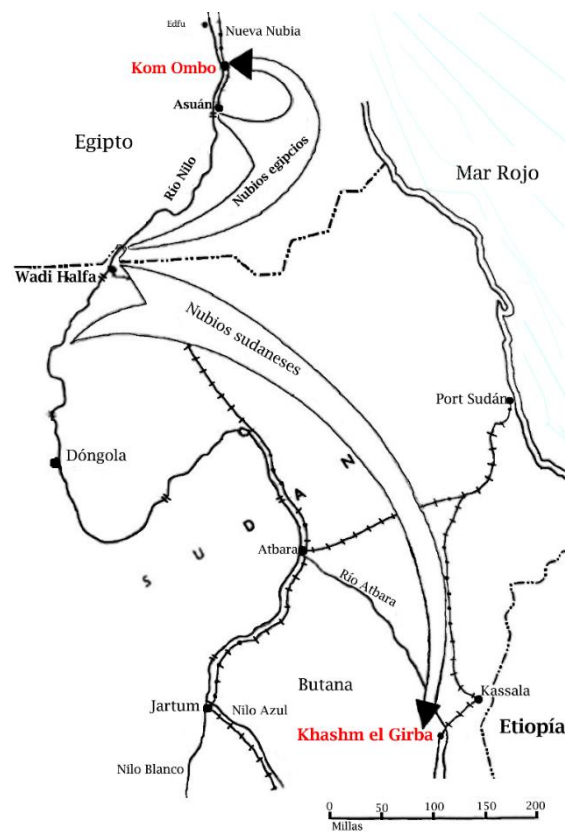 Edfu
Nueva Nubia
Kom Ombo
Asuán
Egipto
Mar Rojo
Río Nilo
Nubios egipcios
Wadi Halfa
Nubios sudaneses
Port Sudán
Dóngola
S U D A N
Atbara
Río Atbara
Butana
Kassala
Jartum
Nilo Azul
Khashm el Girba
Etiopía
Nilo Blanco
0 50 100 150 200
Millas